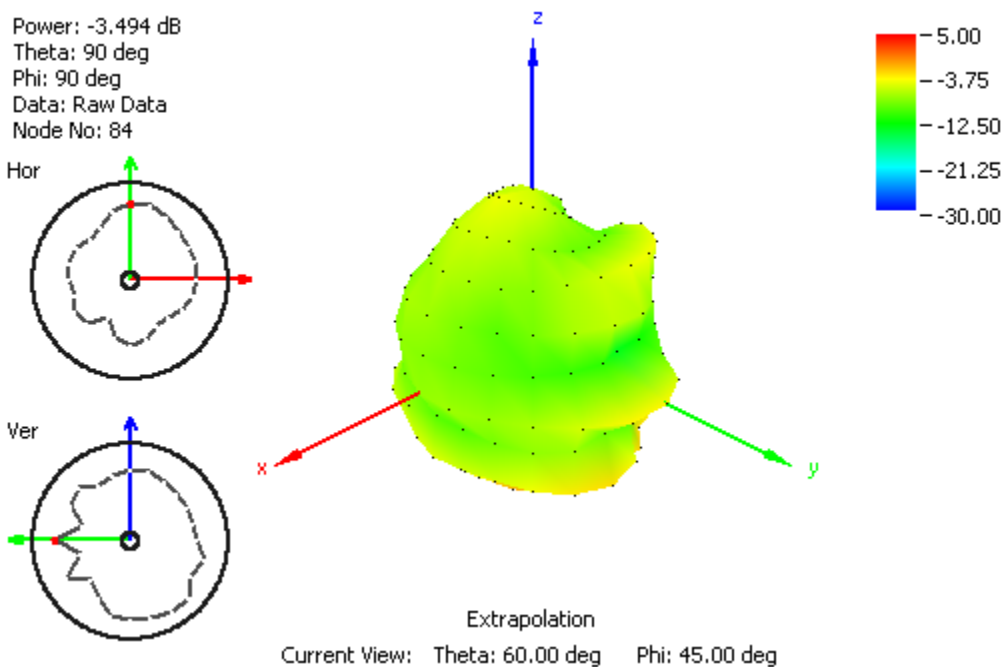 Power: -3.494 dB
Theta: 90 deg
Phi: 90 deg
Data: Raw Data
Node No: 84
Hor
Ver
z
x
y
5.00
-3.75
-12.50
-21.25
-30.00
Extrapolation
Current View: Theta: 60.00 deg Phi: 45.00 deg